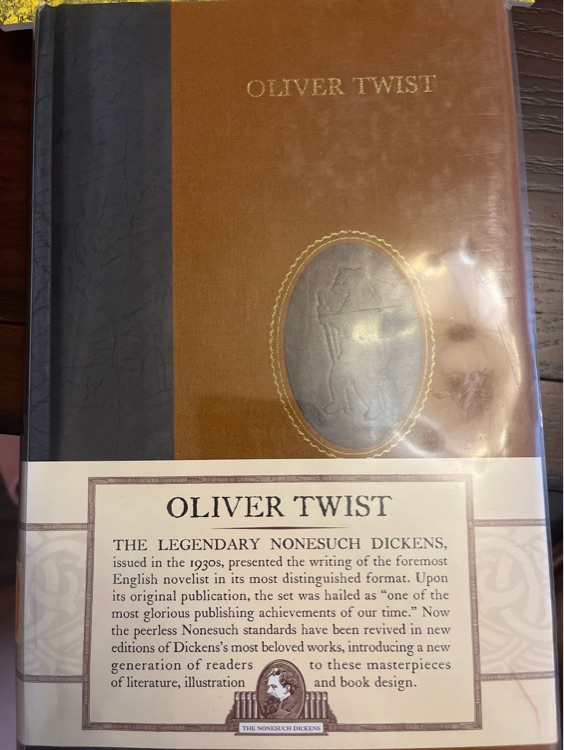 OLIVER TWIST
OLIVER TWIST
THE LEGENDARY NONESUCH DICKENS,
issued in the 1930s, presented the writing of the foremost
English novelist in its most distinguished format. Upon
its original publication, the set was hailed as “one of the
most glorious publishing achievements of our time.” Now
the peerless Nonesuch standards have been revived in new
editions of Dickens's most beloved works, introducing a new
generation of readers to these masterpieces
of literature, illustration and book design.
THE NONESUCH DICKENS